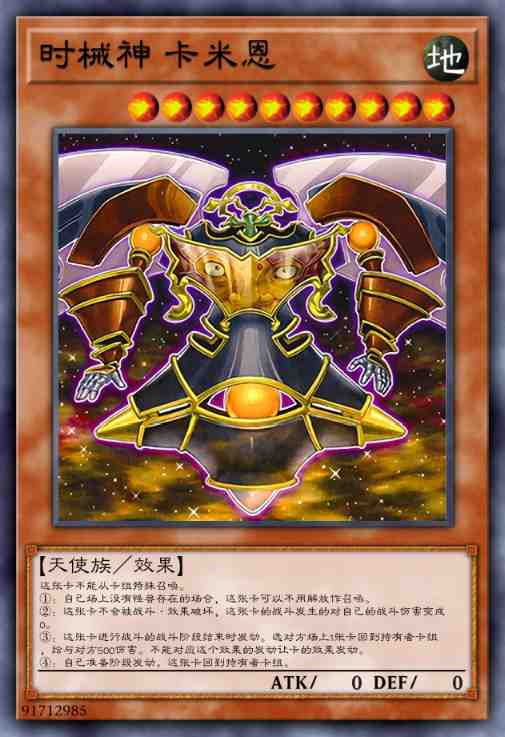 时械神 卡米恩
地
【天使族／效果】
这张卡不能从卡组特殊召唤。
①：自己场上没有怪兽存在的场合，这张卡可以不用解放作召唤。
②：这张卡不会被战斗·效果破坏，这张卡的战斗发生的对自己的战斗伤害变成
0。
③：这张卡进行战斗的战斗阶段结束时发动。选对方场上1张卡回到持有者卡组
，给与对方500伤害。不能对应这个效果的发动让卡的效果发动。
④：自己准备阶段发动。这张卡回到持有者卡组。
ATK/ 0 DEF/ 0
91712985